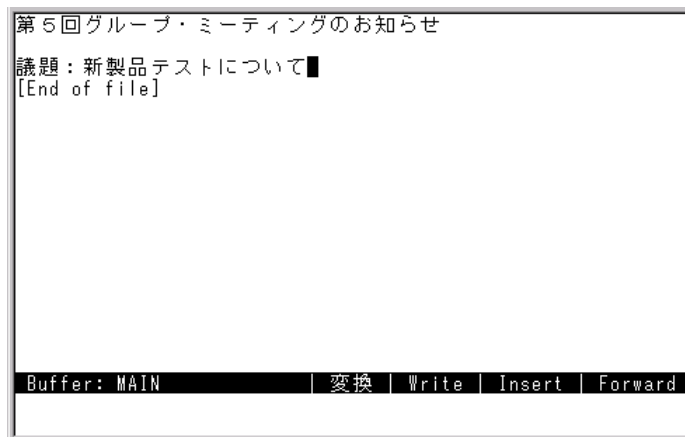 第５回グループ・ミーティングのお知らせ
議題：新製品テストについて
[End of file]
Buffer: MAIN | 変換 | Write | Insert | Forward